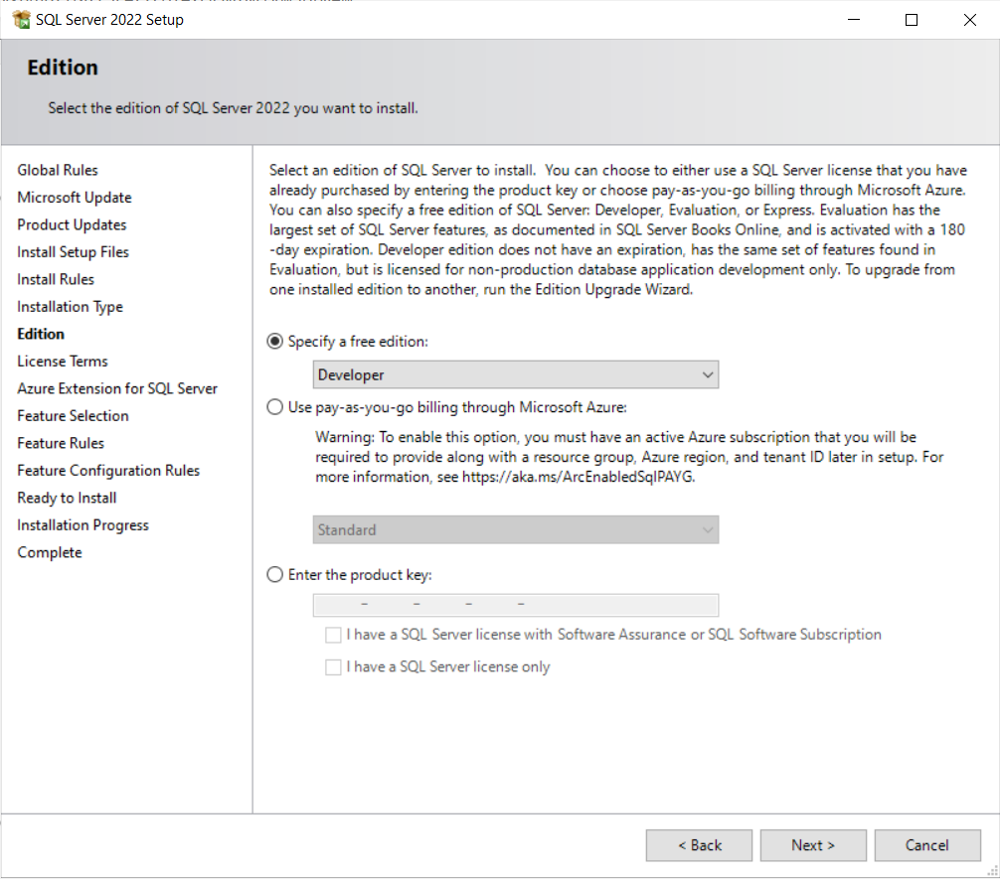 SQL Server 2022 Setup
Edition
Select the edition of SQL Server 2022 you want to install.
Global Rules
Microsoft Update
Product Updates
Install Setup Files
Install Rules
Installation Type
Edition
License Terms
Azure Extension for SQL Server
Feature Selection
Feature Rules
Feature Configuration Rules
Ready to Install
Installation Progress
Complete
Select an edition of SQL Server to install.  You can choose to either use a SQL Server license that you have
already purchased by entering the product key or choose pay-as-you-go billing through Microsoft Azure.
You can also specify a free edition of SQL Server: Developer, Evaluation, or Express. Evaluation has the
largest set of SQL Server features, as documented in SQL Server Books Online, and is activated with a 180
-day expiration. Developer edition does not have an expiration, has the same set of features found in
Evaluation, but is licensed for non-production database application development only. To upgrade from
one installed edition to another, run the Edition Upgrade Wizard.
Specify a free edition:
Developer
Use pay-as-you-go billing through Microsoft Azure:
Warning: To enable this option, you must have an active Azure subscription that you will be
required to provide along with a resource group, Azure region, and tenant ID later in setup. For
more information, see https://aka.ms/ArcEnabledSqlPAYG.
Standard
Enter the product key:
- - - -
I have a SQL Server license with Software Assurance or SQL Software Subscription
I have a SQL Server license only
< Back
Next >
Cancel